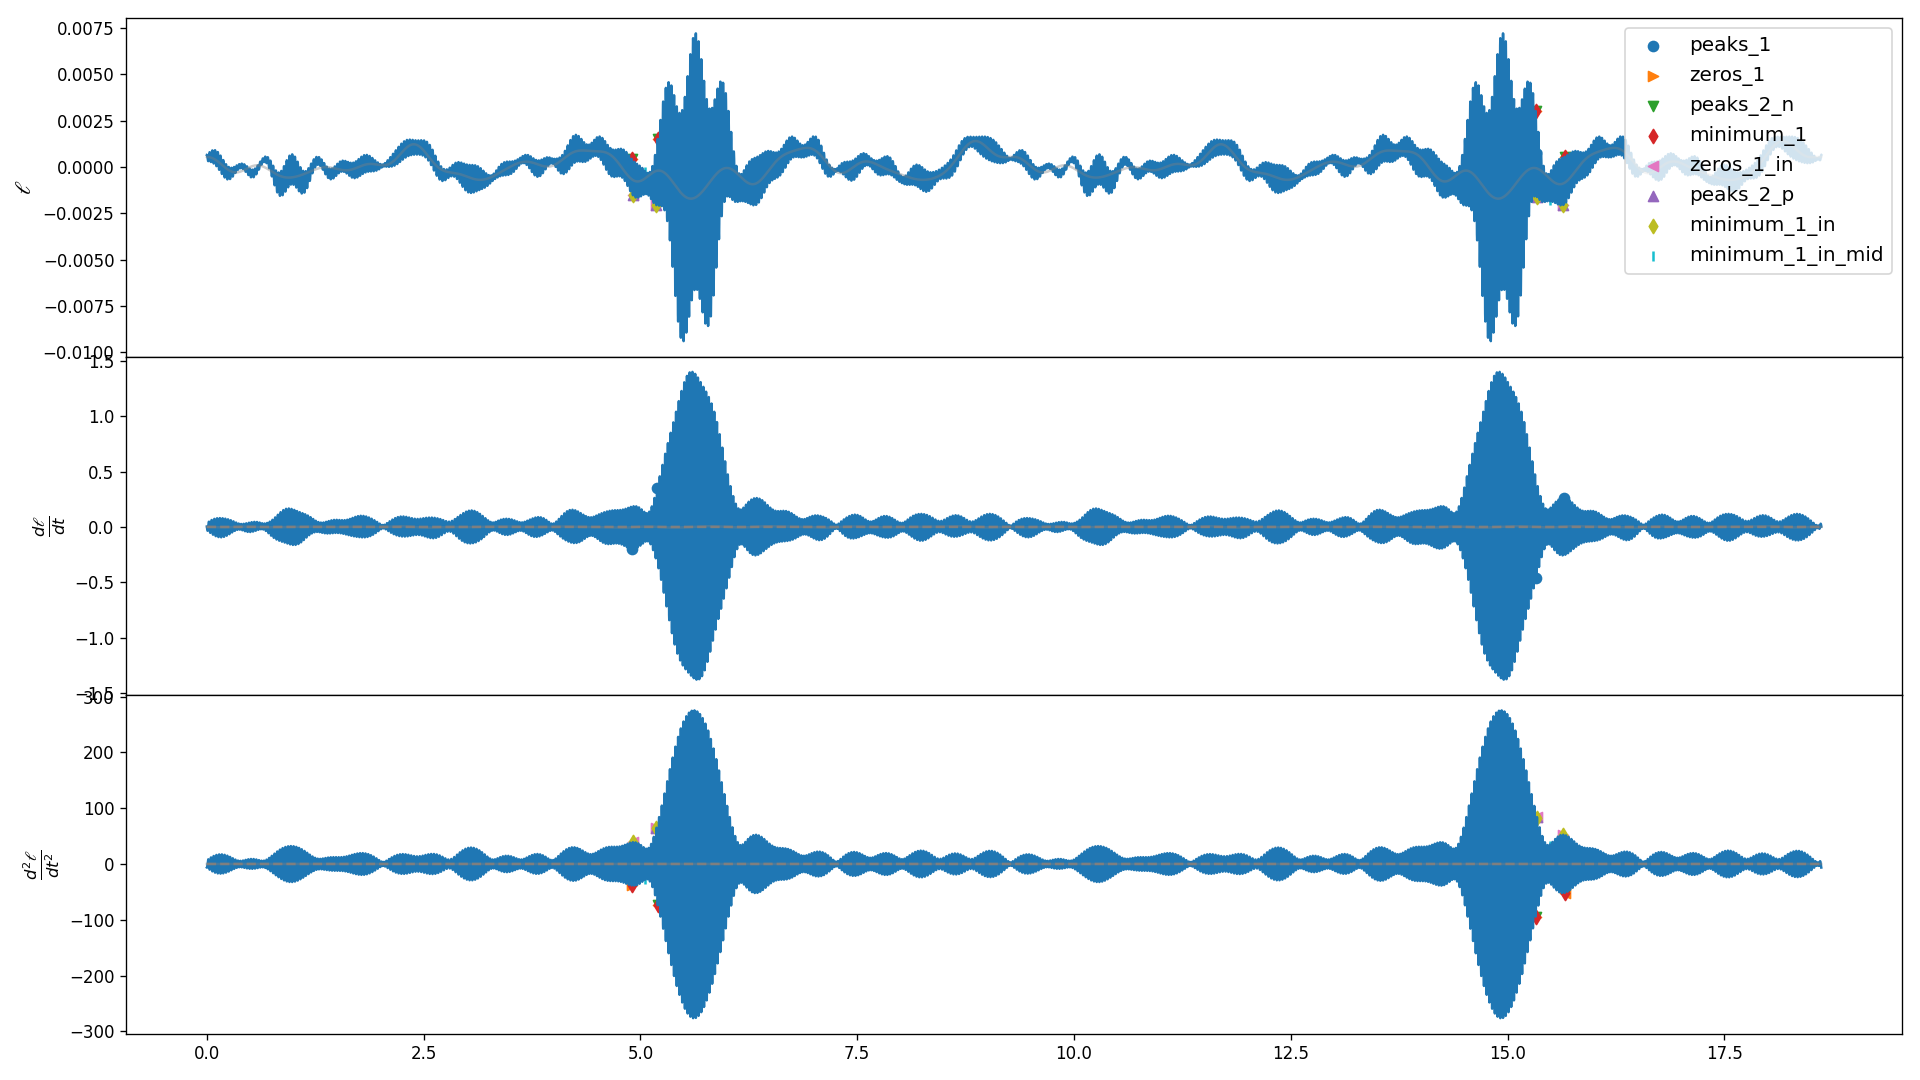 0.0075
0.0050
0.0025
0.0000
−0.0025
−0.0050
−0.0075
−0.0100
ℓ
peaks_1
zeros_1
peaks_2_n
minimum_1
zeros_1_in
peaks_2_p
minimum_1_in
minimum_1_in_mid
1.5
1.0
0.5
0.0
−0.5
−1.0
−1.5
dℓ
dt
300
200
100
0
−100
−200
−300
d²ℓ
dt²
0.0 2.5 5.0 7.5 10.0 12.5 15.0 17.5